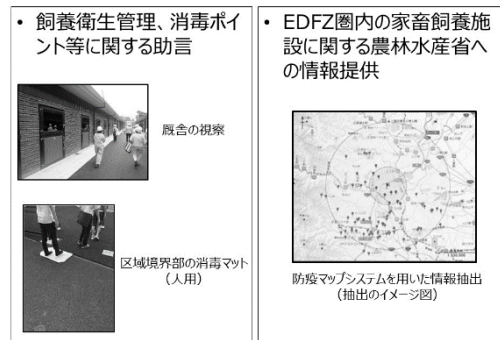 • 飼養衛生管理、消毒ポイ
ント等に関する助言
厩舎の視察
区域境界部の消毒マット
（人用）
• EDFZ圏内の家畜飼養施
設に関する農林水産省へ
の情報提供
防疫マップシステムを用いた情報抽出
（抽出のイメージ図）